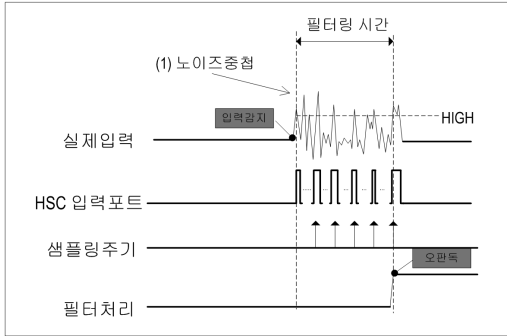 필터링 시간
(1) 노이즈중첩
HIGH
입력감지
실제입력
HSC 입력포트
샘플링주기
오판독
필터처리